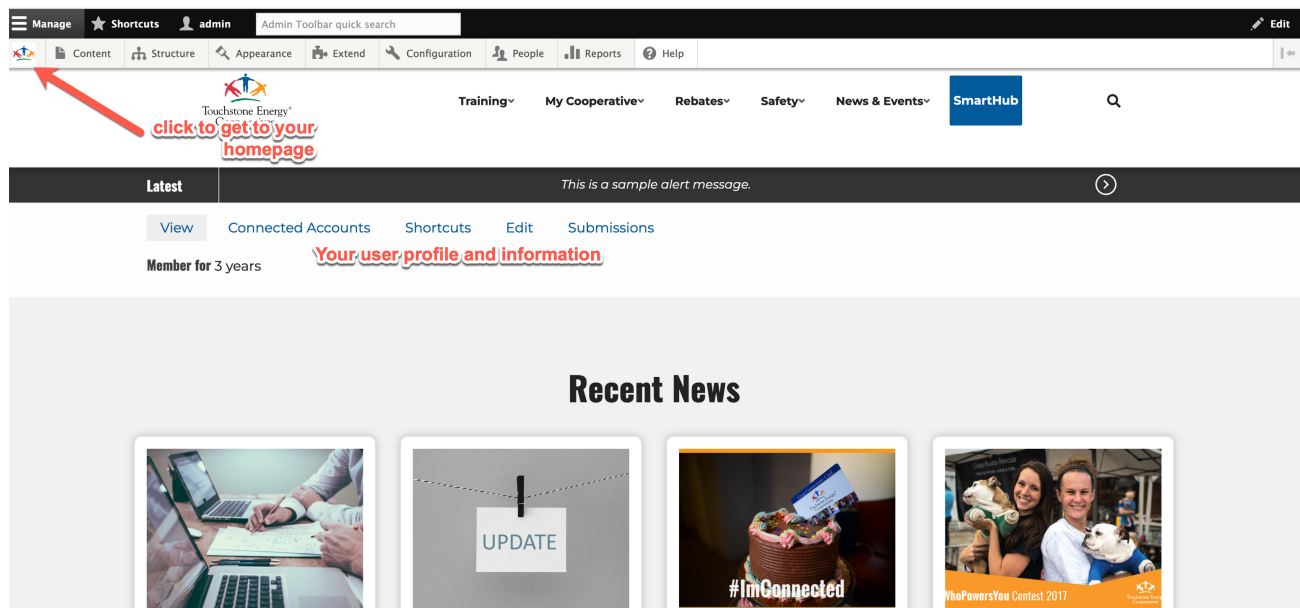 Manage Shortcuts admin Admin Toolbar quick search Edit
Content Structure Appearance Extend Configuration People Reports Help
Touchstone Energy®
Training My Cooperative Rebates Safety News & Events SmartHub
click to get to your
homepage
Latest This is a sample alert message.
View Connected Accounts Shortcuts Edit Submissions
Your user profile and information
Member for 3 years
Recent News
UPDATE
#ImConnected
WhoPowersYou Contest 2017